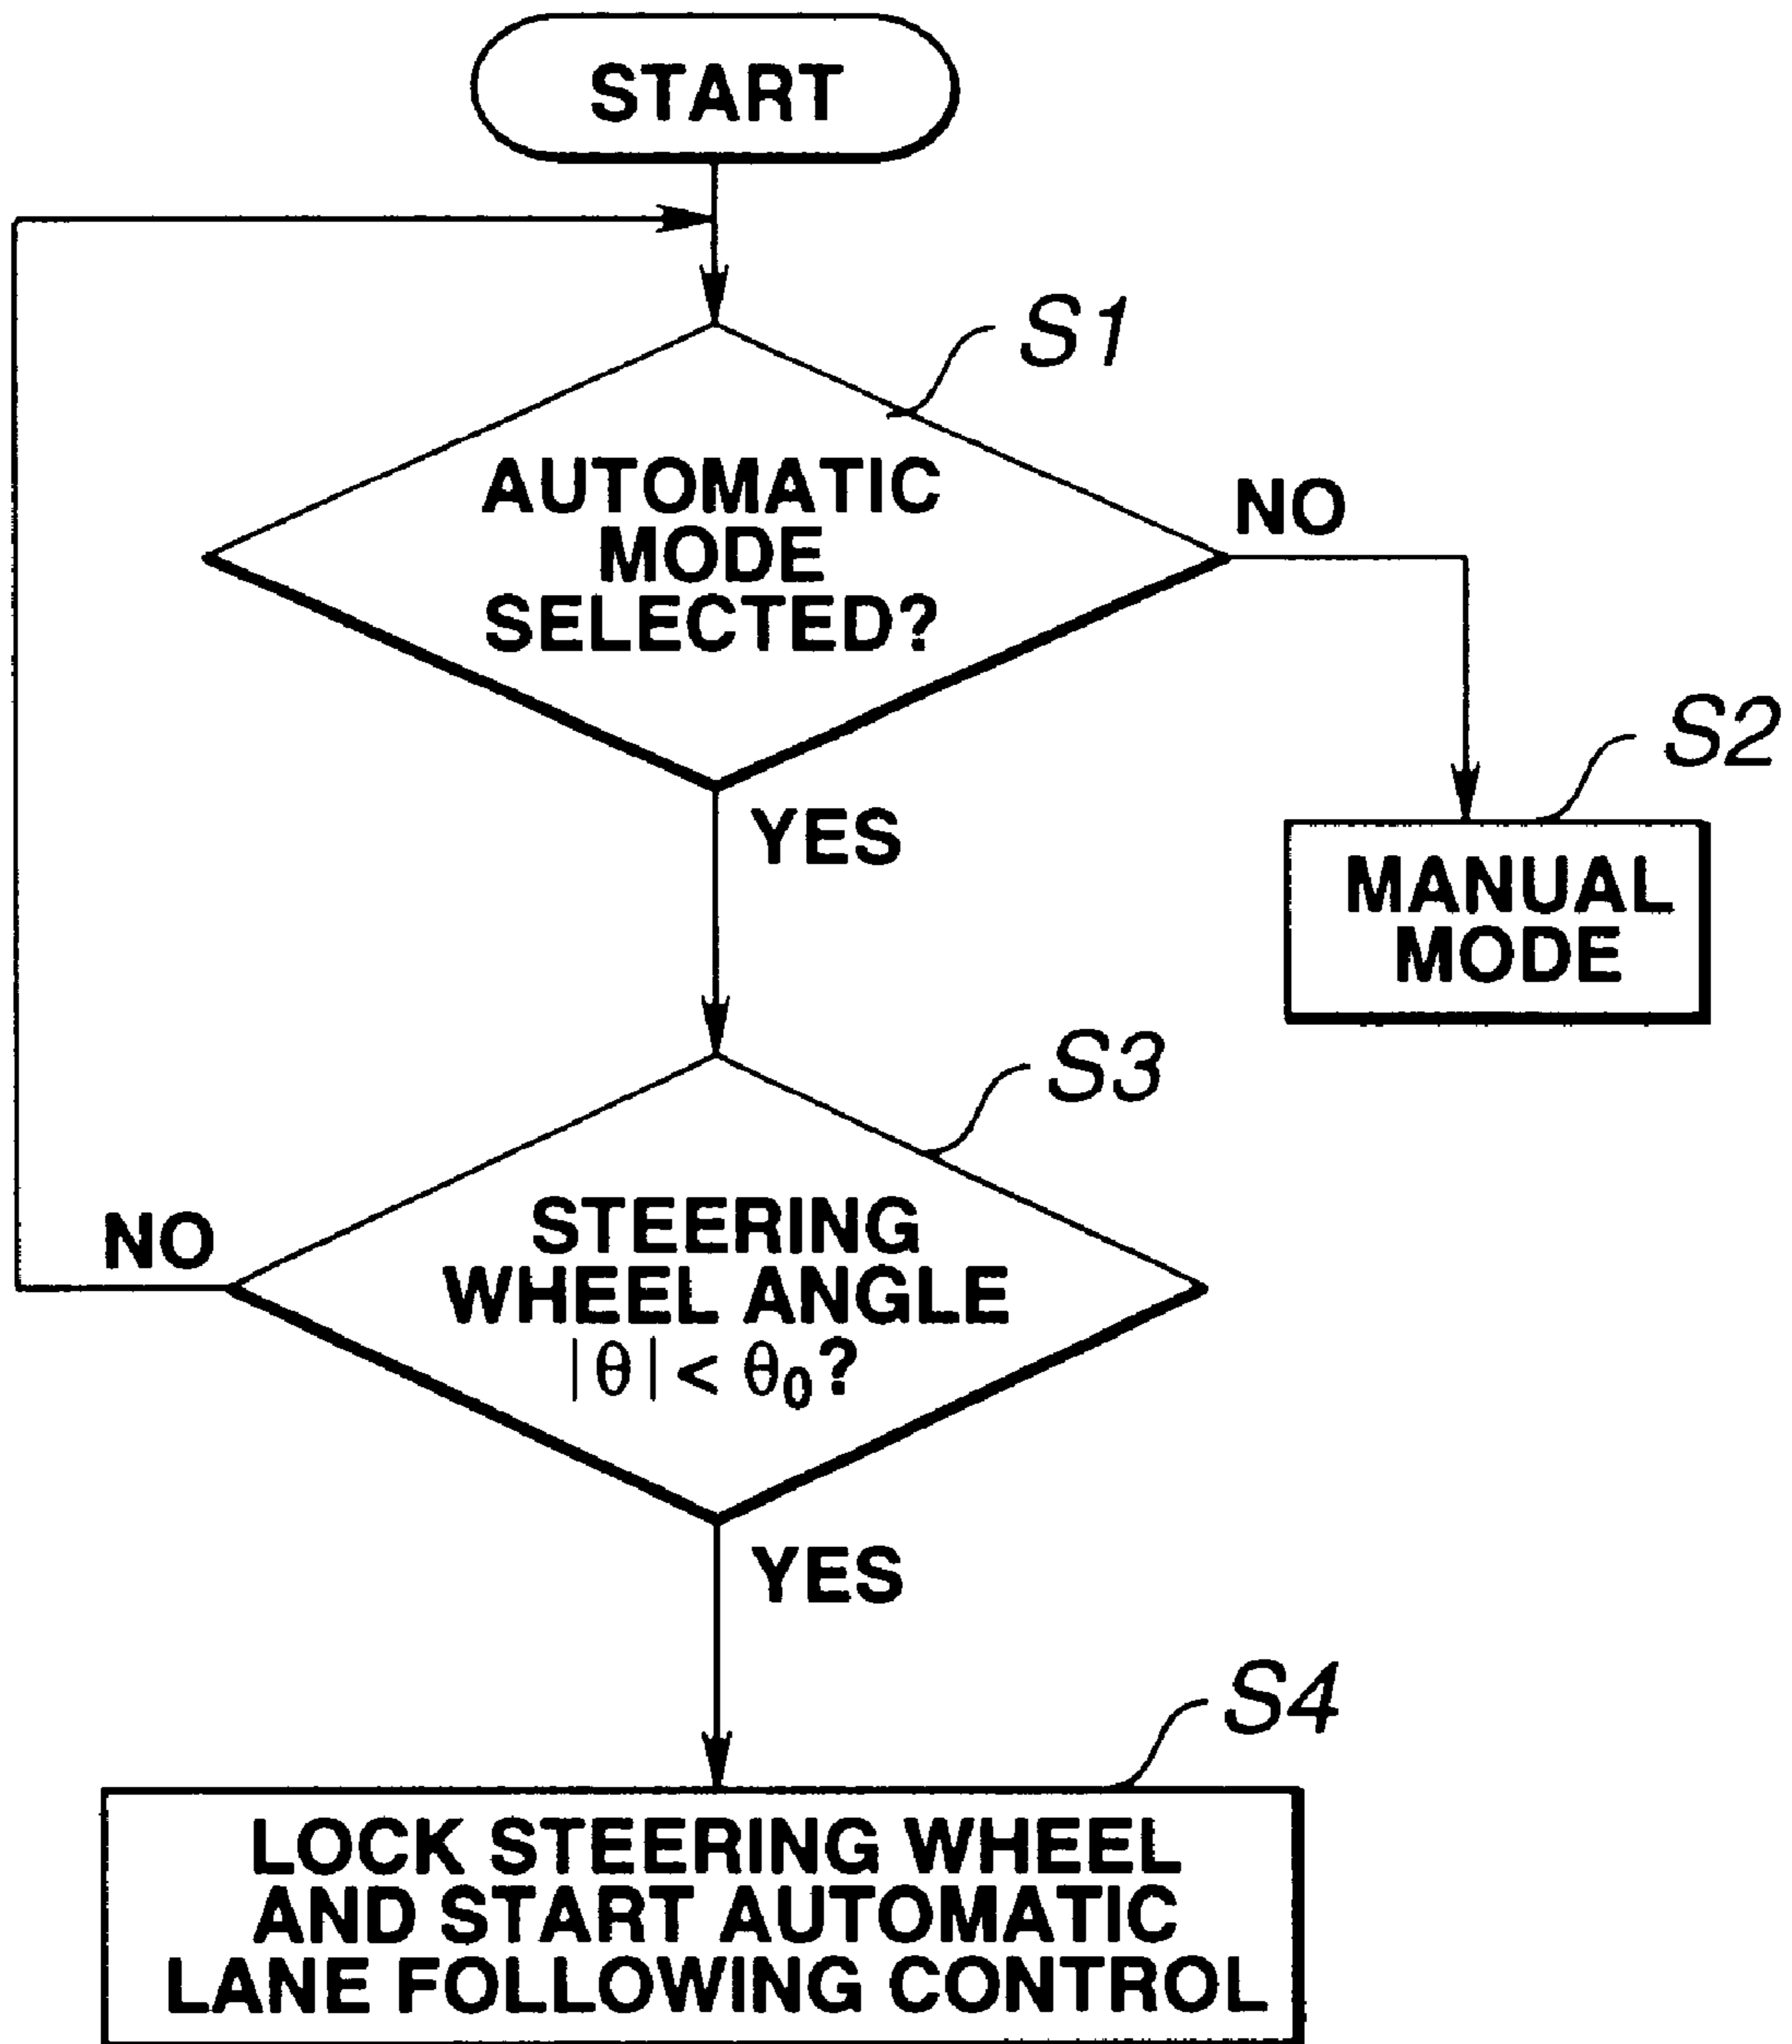 START
S1
AUTOMATIC
MODE
SELECTED?
NO
YES
S2
MANUAL
MODE
S3
STEERING
WHEEL ANGLE
|θ| < θ₀?
NO
YES
S4
LOCK STEERING WHEEL
AND START AUTOMATIC
LANE FOLLOWING CONTROL